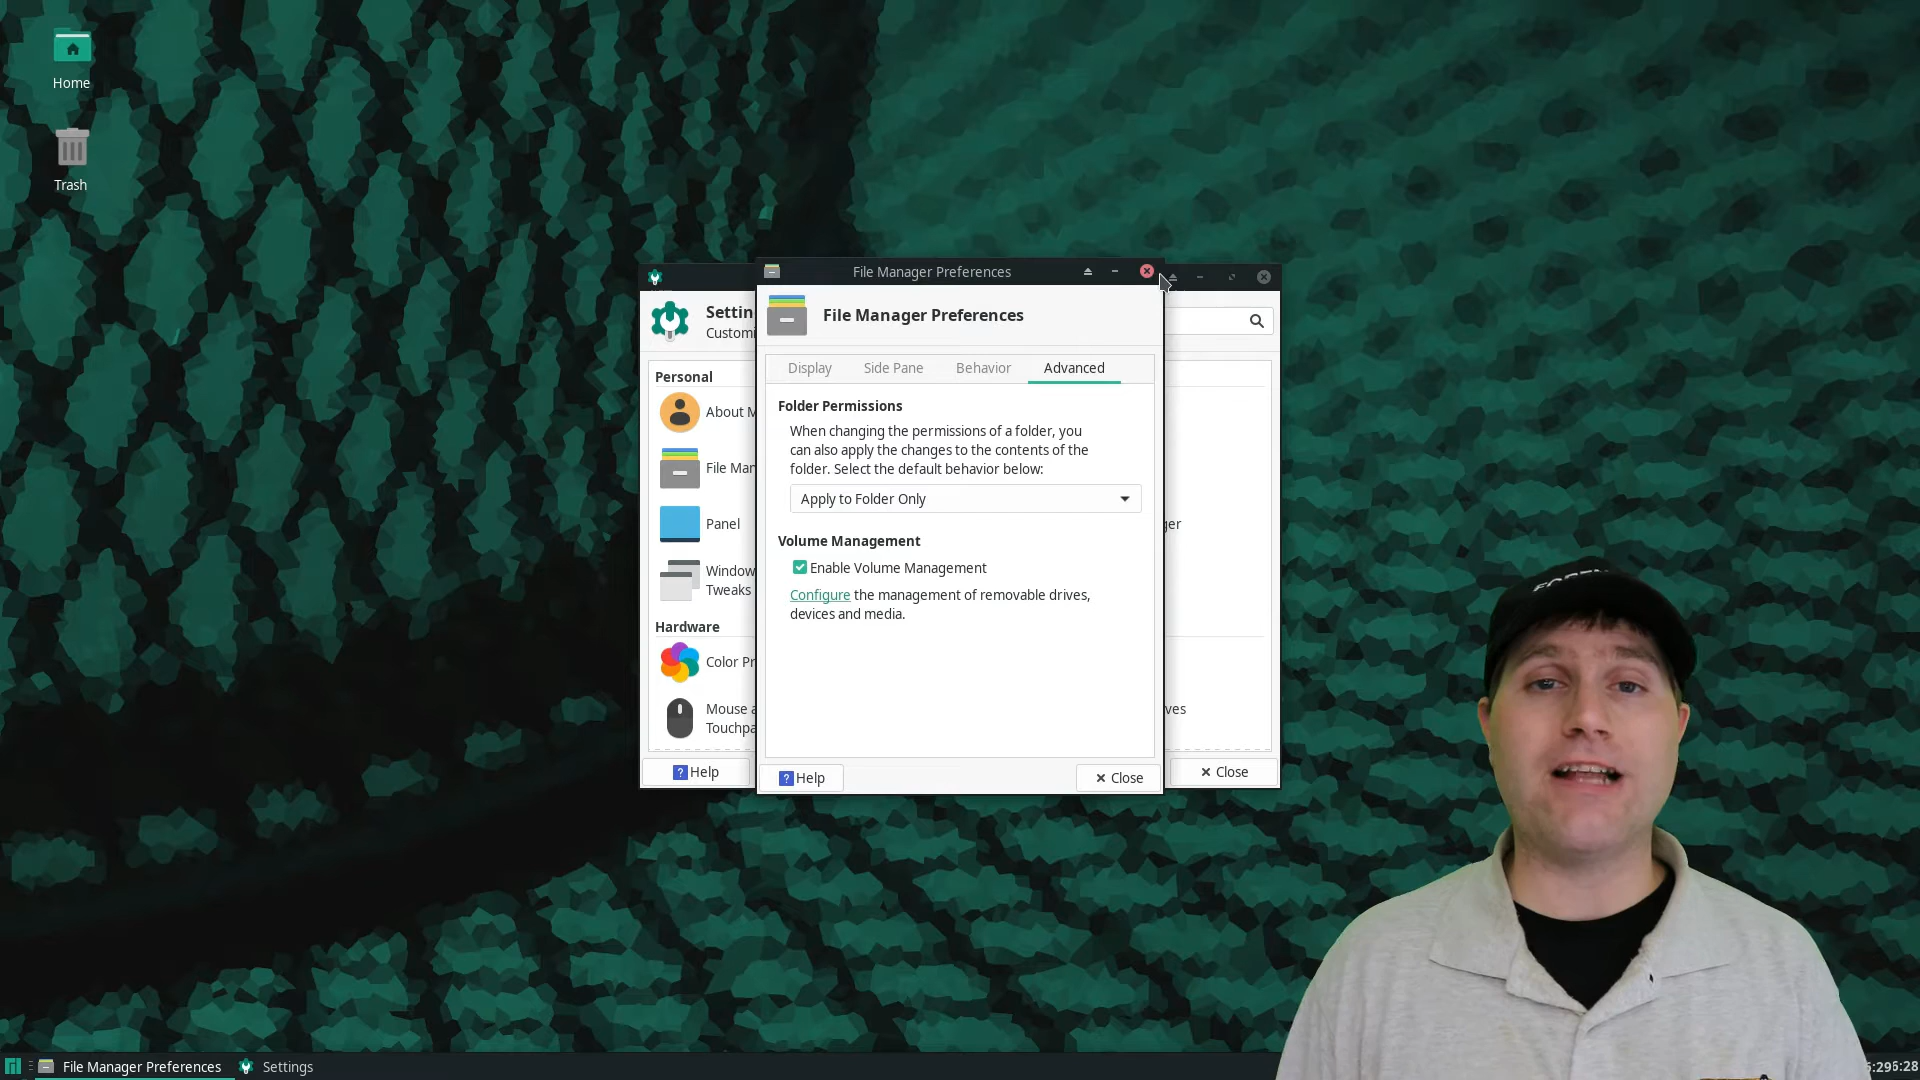 Home
Trash
File Manager Preferences
Settin
Customi
File Manager Preferences
Display Side Pane Behavior Advanced
Personal
About M
File Man
Panel
Window
Tweaks
Hardware
Color Pr
Mouse a
Touchpa
Help
Folder Permissions
When changing the permissions of a folder, you
can also apply the changes to the contents of the
folder. Select the default behavior below:
Apply to Folder Only
Volume Management
Enable Volume Management
Configure the management of removable drives,
devices and media.
? Help
Close
ger
ves
Close
File Manager Preferences
Settings